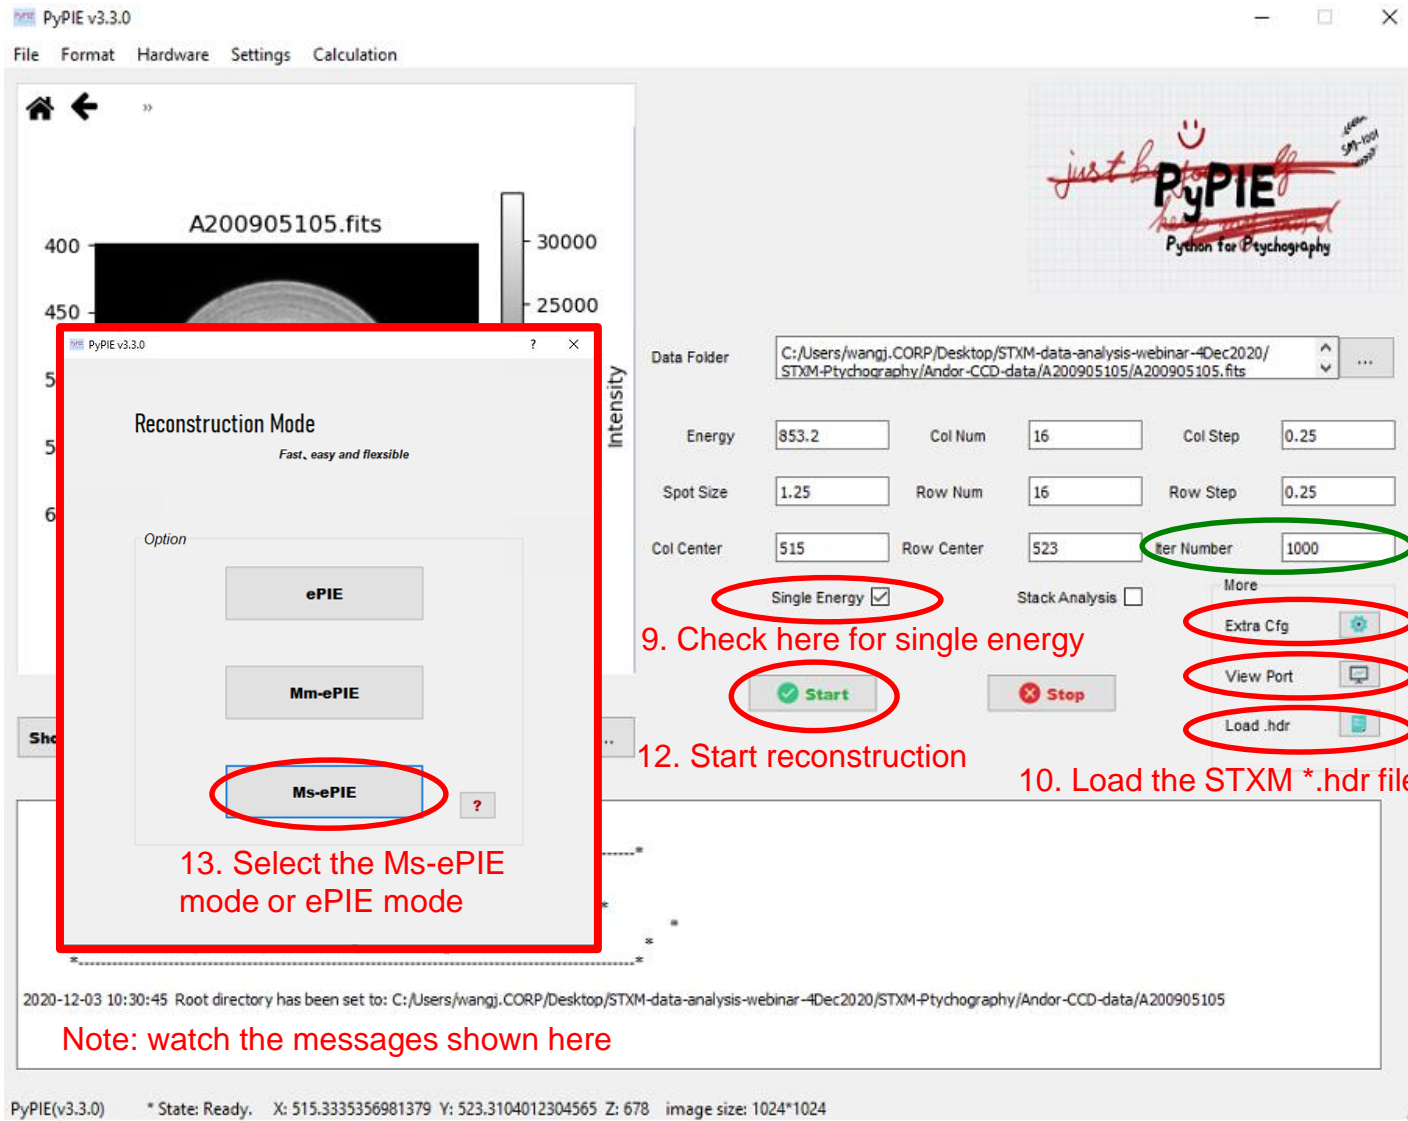 PyPIE v3.3.0
File Format Hardware Settings Calculation
»
A200905105.fits
400
450
30000
25000
Intensity
just
PyPIE
Python for Ptychography
PyPIE v3.3.0 ? ×
Reconstruction Mode
Fast、easy and flexsible
Option
ePIE
Mm-ePIE
Ms-ePIE
?
13. Select the Ms-ePIE
mode or ePIE mode
Data Folder
C:/Users/wangj.CORP/Desktop/STXM-data-analysis-webinar-4Dec2020/
STXM-Ptychography/Andor-CCD-data/A200905105/A200905105.fits
...
Energy 853.2 Col Num 16 Col Step 0.25
Spot Size 1.25 Row Num 16 Row Step 0.25
Col Center 515 Row Center 523 Iter Number 1000
Single Energy Stack Analysis More
9. Check here for single energy
Extra Cfg
View Port
Load .hdr
Start Stop
12. Start reconstruction
10. Load the STXM *.hdr file
2020-12-03 10:30:45 Root directory has been set to: C:/Users/wangj.CORP/Desktop/STXM-data-analysis-webinar-4Dec2020/STXM-Ptychography/Andor-CCD-data/A200905105
Note: watch the messages shown here
PyPIE(v3.3.0) * State: Ready. X: 515.3335356981379 Y: 523.3104012304565 Z: 678 image size: 1024*1024